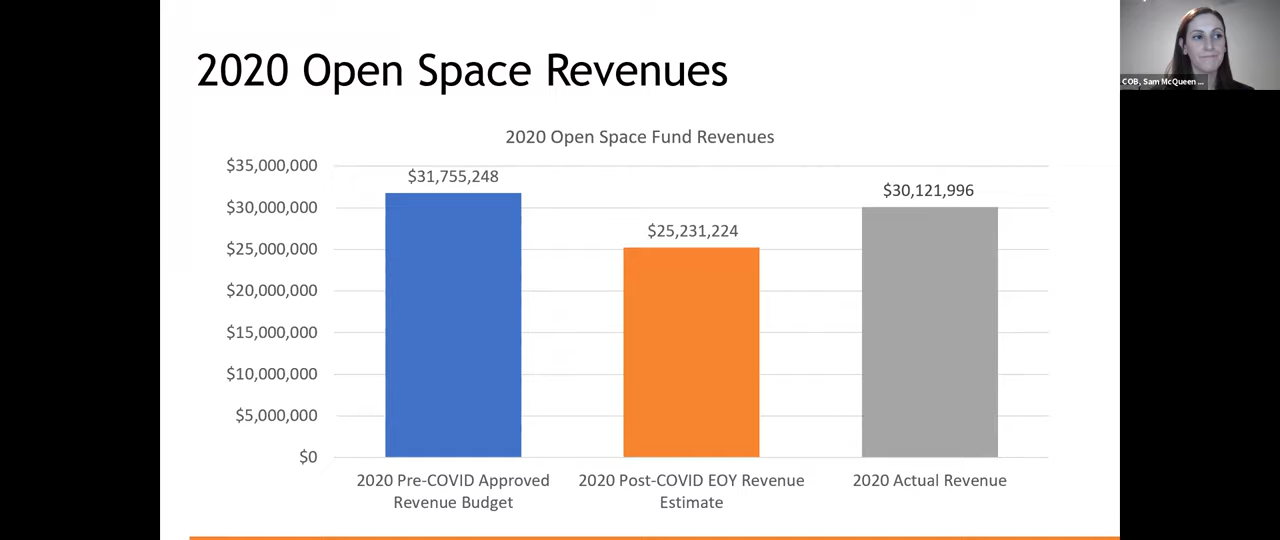 2020 Open Space Revenues
COB, Sam McQueen ...
2020 Open Space Fund Revenues
$35,000,000
$30,000,000
$25,000,000
$20,000,000
$15,000,000
$10,000,000
$5,000,000
$0
$31,755,248
$25,231,224
$30,121,996
2020 Pre-COVID Approved
Revenue Budget
2020 Post-COVID EOY Revenue
Estimate
2020 Actual Revenue